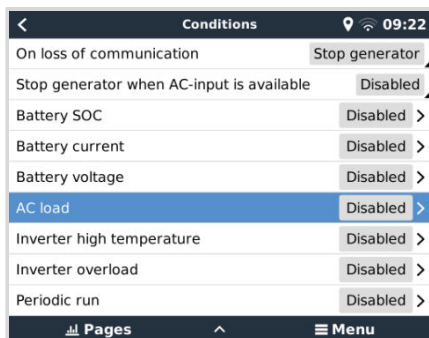 Conditions 09:22
On loss of communication Stop generator
Stop generator when AC-input is available Disabled
Battery SOC Disabled
Battery current Disabled
Battery voltage Disabled
AC load Disabled
Inverter high temperature Disabled
Inverter overload Disabled
Periodic run Disabled
Pages Menu